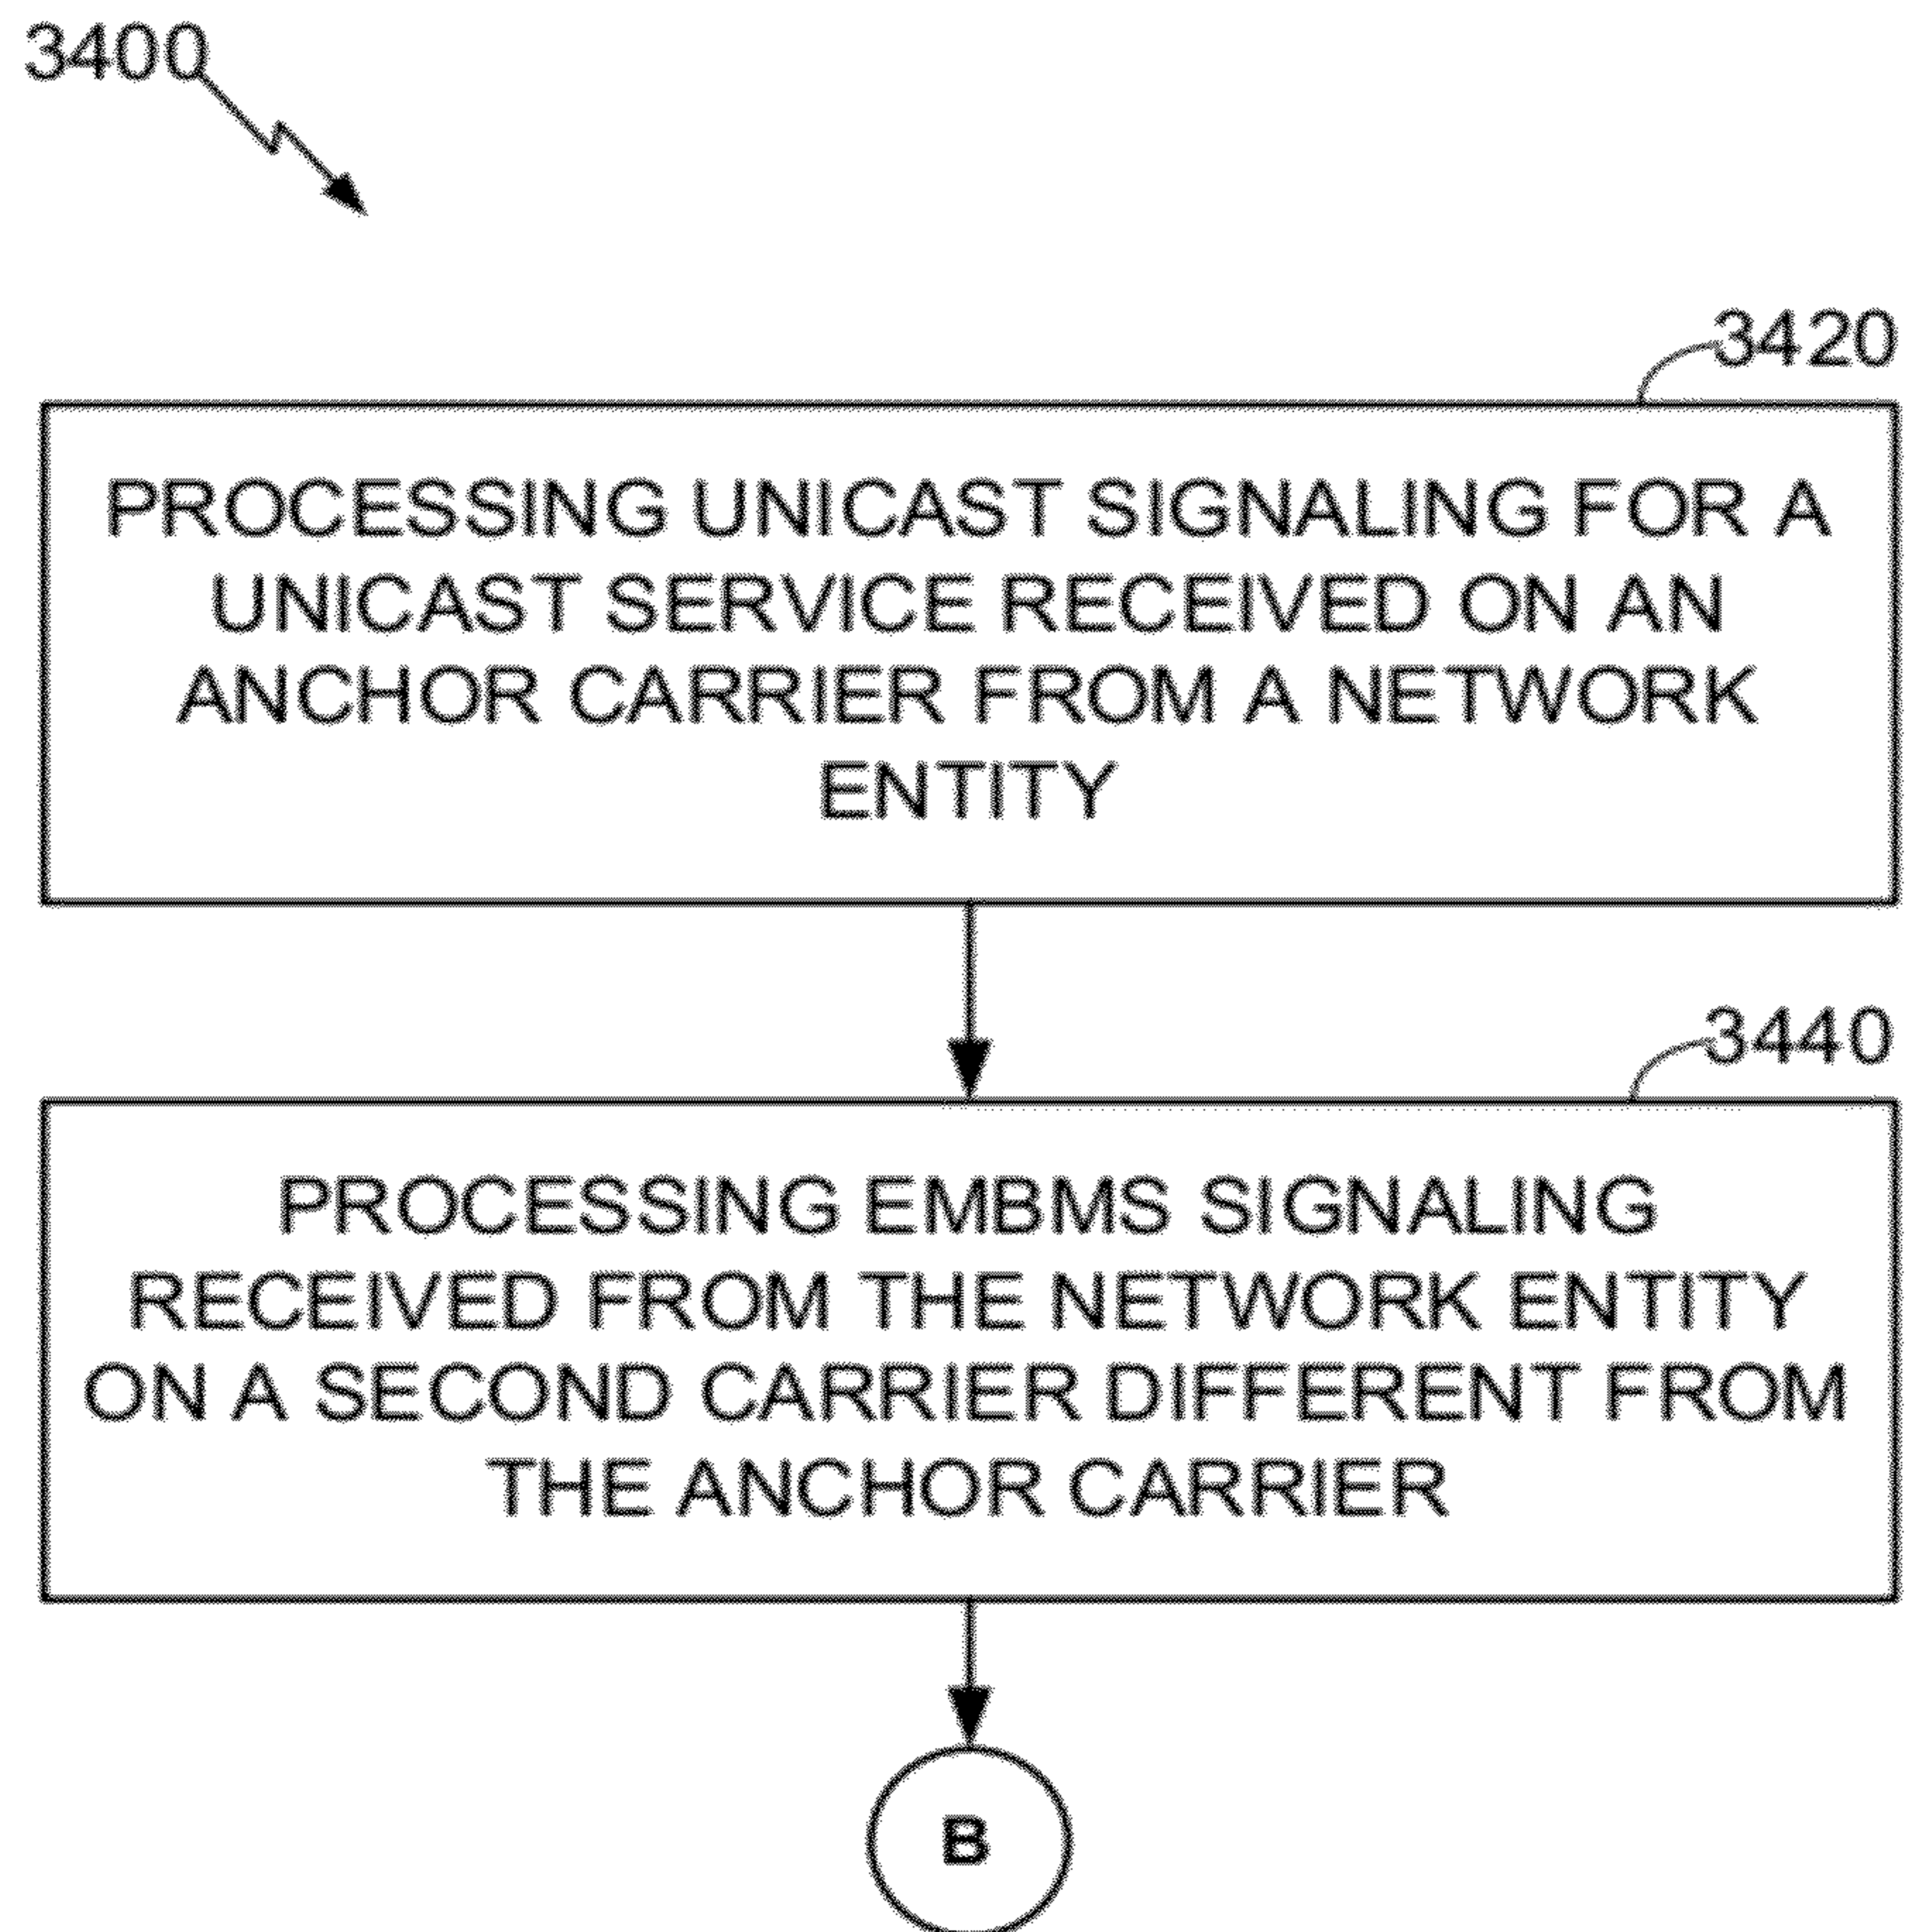 3400
3420
PROCESSING UNICAST SIGNALING FOR A
UNICAST SERVICE RECEIVED ON AN
ANCHOR CARRIER FROM A NETWORK
ENTITY
3440
PROCESSING EMBMS SIGNALING
RECEIVED FROM THE NETWORK ENTITY
ON A SECOND CARRIER DIFFERENT FROM
THE ANCHOR CARRIER
B